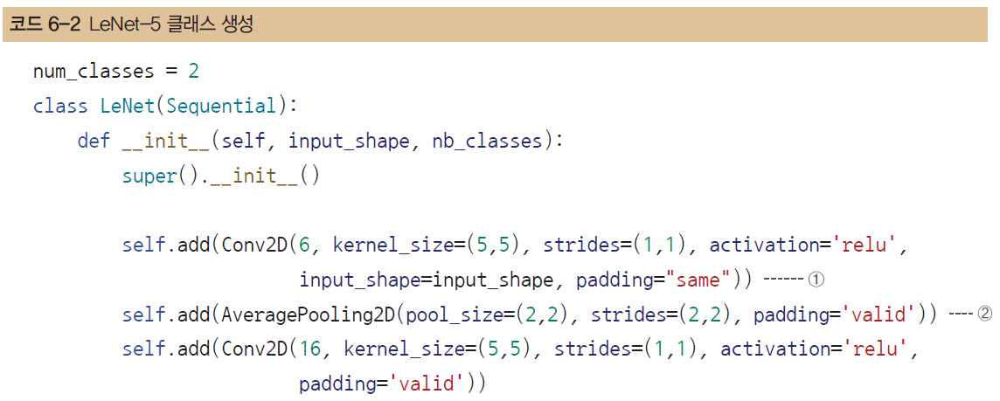 코드 6-2 LeNet-5 클래스 생성
num_classes = 2
class LeNet(Sequential):
def __init__(self, input_shape, nb_classes):
super().__init__()
self.add(Conv2D(6, kernel_size=(5,5), strides=(1,1), activation='relu',
input_shape=input_shape, padding="same")) ------ ①
self.add(AveragePooling2D(pool_size=(2,2), strides=(2,2), padding='valid')) ---- ②
self.add(Conv2D(16, kernel_size=(5,5), strides=(1,1), activation='relu',
padding='valid'))